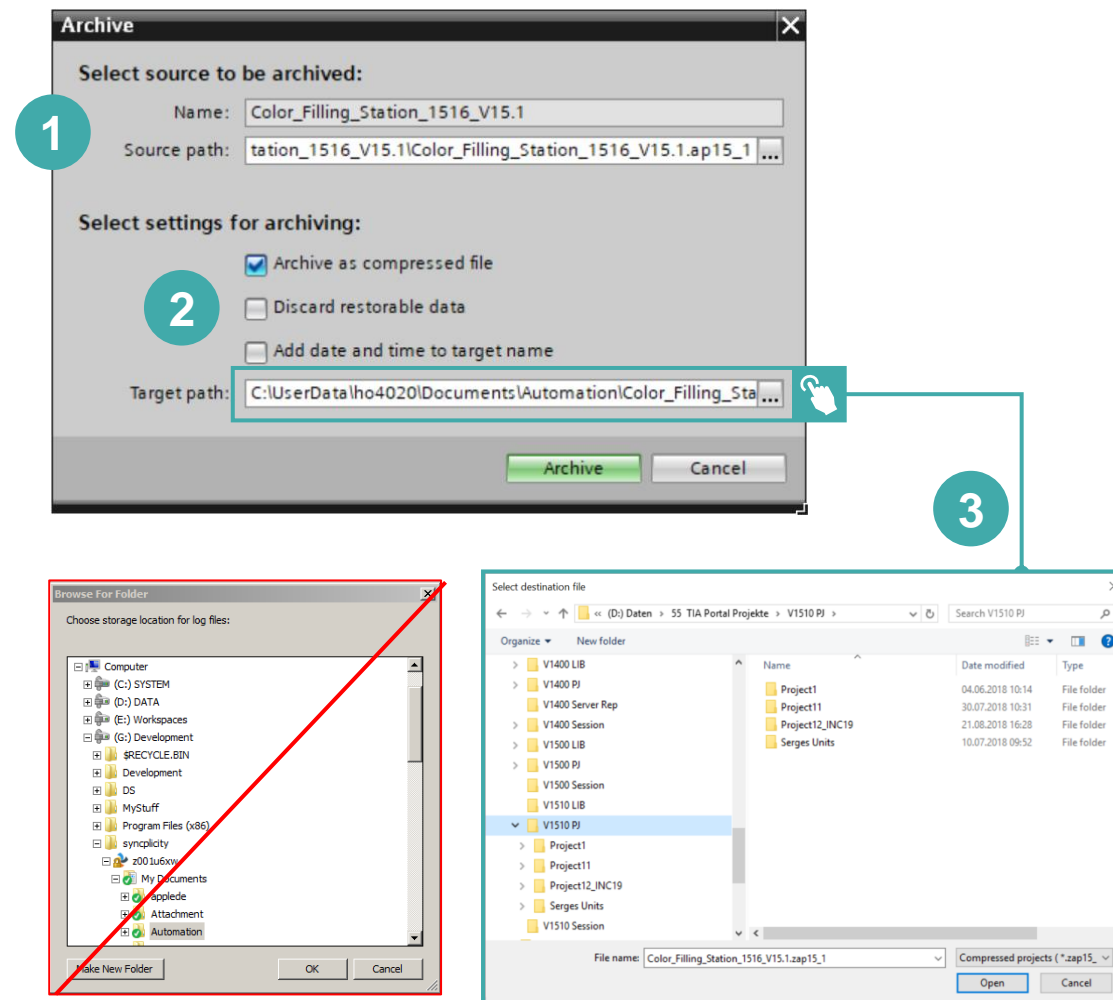 Archive
Select source to be archived:
1
Name: Color_Filling_Station_1516_V15.1
Source path: tation_1516_V15.1\Color_Filling_Station_1516_V15.1.ap15_1 ...
Select settings for archiving:
Archive as compressed file
2
Discard restorable data
Add date and time to target name
Target path: C:\UserData\ho4020\Documents\Automation\Color_Filling_Sta ...
Archive Cancel
3
Browse For Folder
Choose storage location for log files:
Computer
(C:) SYSTEM
(D:) DATA
(E:) Workspaces
(G:) Development
$RECYCLE.BIN
Development
DS
MyStuff
Program Files (x86)
syncplicity
z001u6xw
My Documents
applede
Attachment
Automation
Make New Folder OK Cancel
Select destination file
« (D:) Daten > 55 TIA Portal Projekte > V1510 PJ > Search V1510 PJ
Organize New folder
V1400 LIB
V1400 PJ
V1400 Server Rep
V1400 Session
V1500 LIB
V1500 PJ
V1500 Session
V1510 LIB
V1510 PJ
Project1
Project11
Project12_INC19
Serges Units
V1510 Session
Name Date modified Type
Project1 04.06.2018 10:14 File folder
Project11 30.07.2018 10:31 File folder
Project12_INC19 21.08.2018 16:28 File folder
Serges Units 10.07.2018 09:52 File folder
File name: Color_Filling_Station_1516_V15.1.zap15_1 Compressed projects ( *.zap15_
Open Cancel